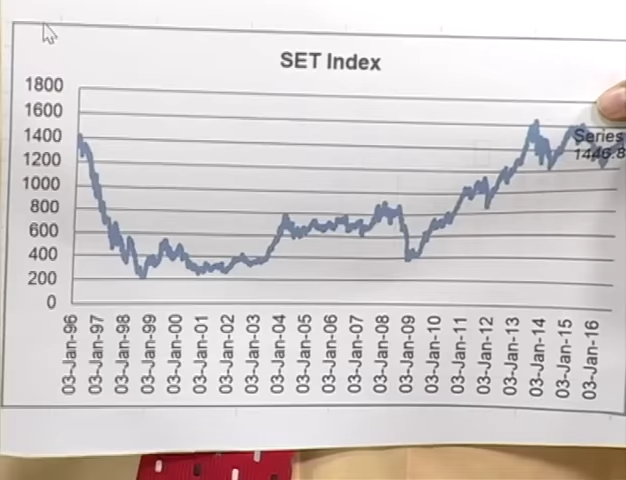 SET Index
1800
1600
1400
1200
1000
800
600
400
200
0
Series
1446.8
03-Jan-96
03-Jan-97
03-Jan-98
03-Jan-99
03-Jan-00
03-Jan-01
03-Jan-02
03-Jan-03
03-Jan-04
03-Jan-05
03-Jan-06
03-Jan-07
03-Jan-08
03-Jan-09
03-Jan-10
03-Jan-11
03-Jan-12
03-Jan-13
03-Jan-14
03-Jan-15
03-Jan-16